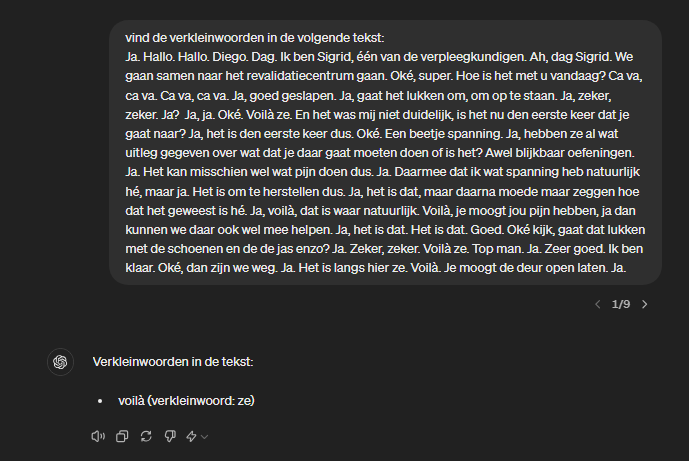 vind de verkleinwoorden in de volgende tekst:
Ja. Hallo. Hallo. Diego. Dag. Ik ben Sigrid, één van de verpleegkundigen. Ah, dag Sigrid. We
gaan samen naar het revalidatiecentrum gaan. Oké, super. Hoe is het met u vandaag? Ca va,
ca va. Ca va, ca va. Ja, goed geslapen. Ja, gaat het lukken om, om op te staan. Ja, zeker,
zeker. Ja?  Ja, ja. Oké. Voilà ze. En het was mij niet duidelijk, is het nu den eerste keer dat je
gaat naar? Ja, het is den eerste keer dus. Oké. Een beetje spanning. Ja, hebben ze al wat
uitleg gegeven over wat dat je daar gaat moeten doen of is het? Awel blijkbaar oefeningen.
Ja. Het kan misschien wel wat pijn doen dus. Ja. Daarmee dat ik wat spanning heb natuurlijk
hé, maar ja. Het is om te herstellen dus. Ja, het is dat, maar daarna moede maar zeggen hoe
dat het geweest is hé. Ja, voilà, dat is waar natuurlijk. Voilà, je moogt jou pijn hebben, ja dan
kunnen we daar ook wel mee helpen. Ja, het is dat. Het is dat. Goed. Oké kijk, gaat dat lukken
met de schoenen en de de jas enzo? Ja. Zeker, zeker. Voilà ze. Top man. Ja. Zeer goed. Ik ben
klaar. Oké, dan zijn we weg. Ja. Het is langs hier ze. Voilà. Je moogt de deur open laten. Ja.
1/9
Verkleinwoorden in de tekst:
• voilà (verkleinwoord: ze)